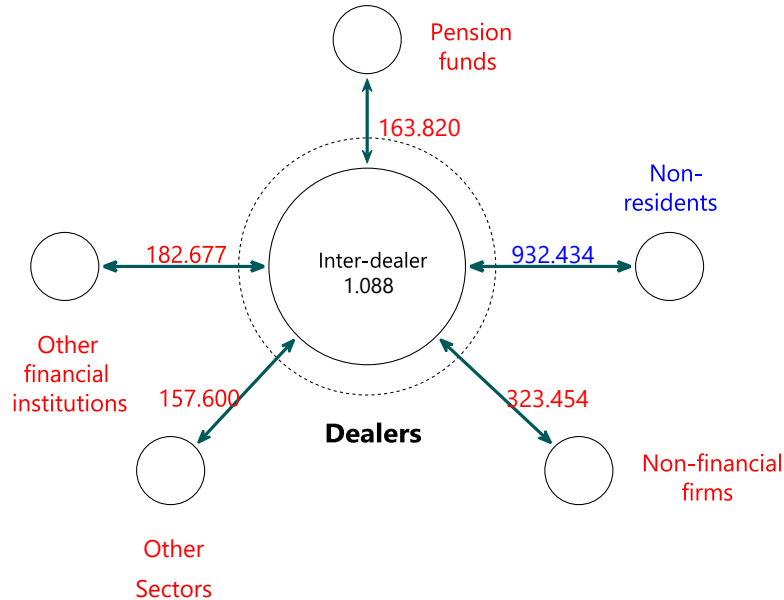 Pension
funds
163.820
Non-
residents
182.677
Inter-dealer
1.088
932.434
Other
financial
institutions
157.600
323.454
Dealers
Non-financial
firms
Other
Sectors